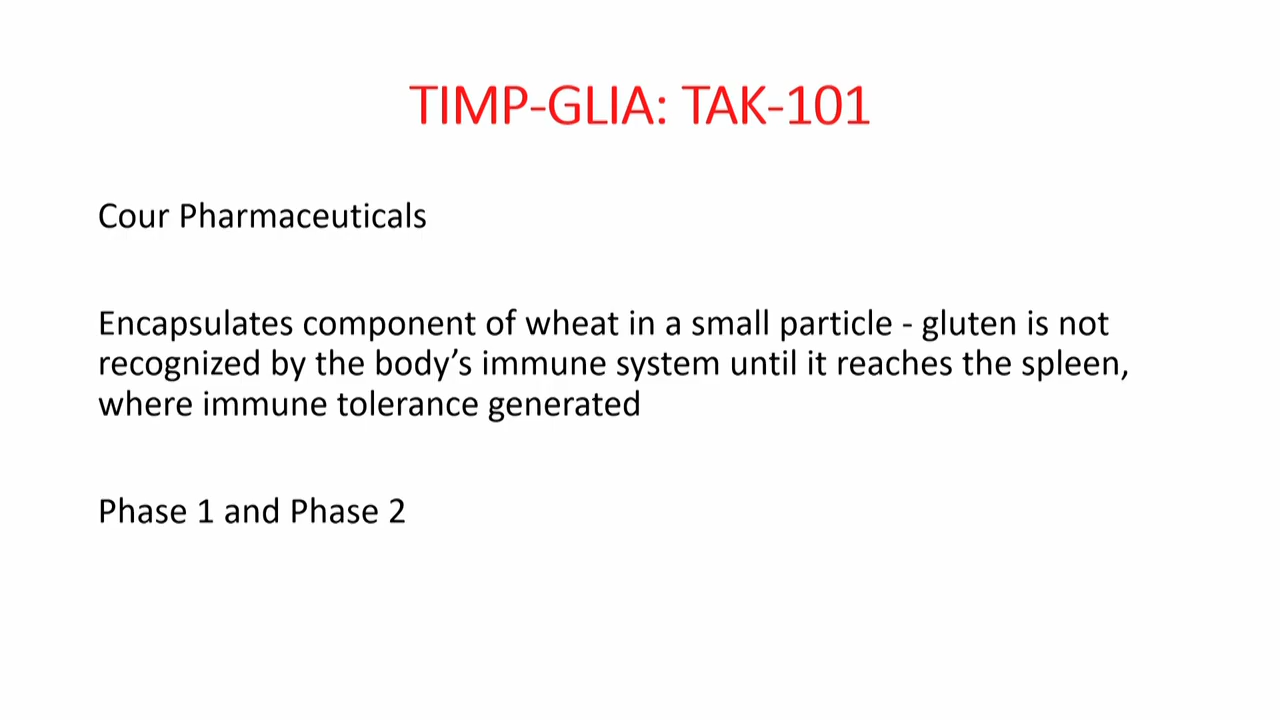 TIMP-GLIA: TAK-101
Cour Pharmaceuticals
Encapsulates component of wheat in a small particle - gluten is not
recognized by the body’s immune system until it reaches the spleen,
where immune tolerance generated
Phase 1 and Phase 2